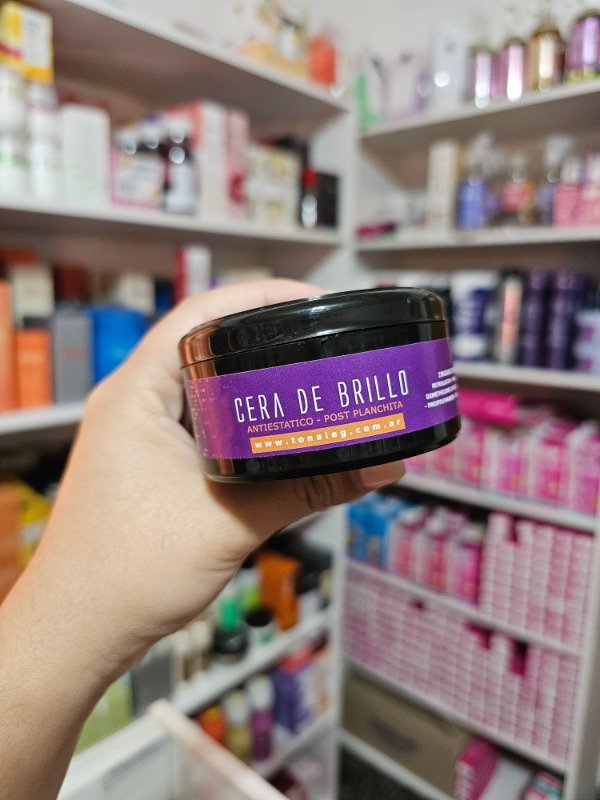 CERA DE BRILLO
ANTIESTATICO - POST PLANCHITA
www.tonaleg.com.ar